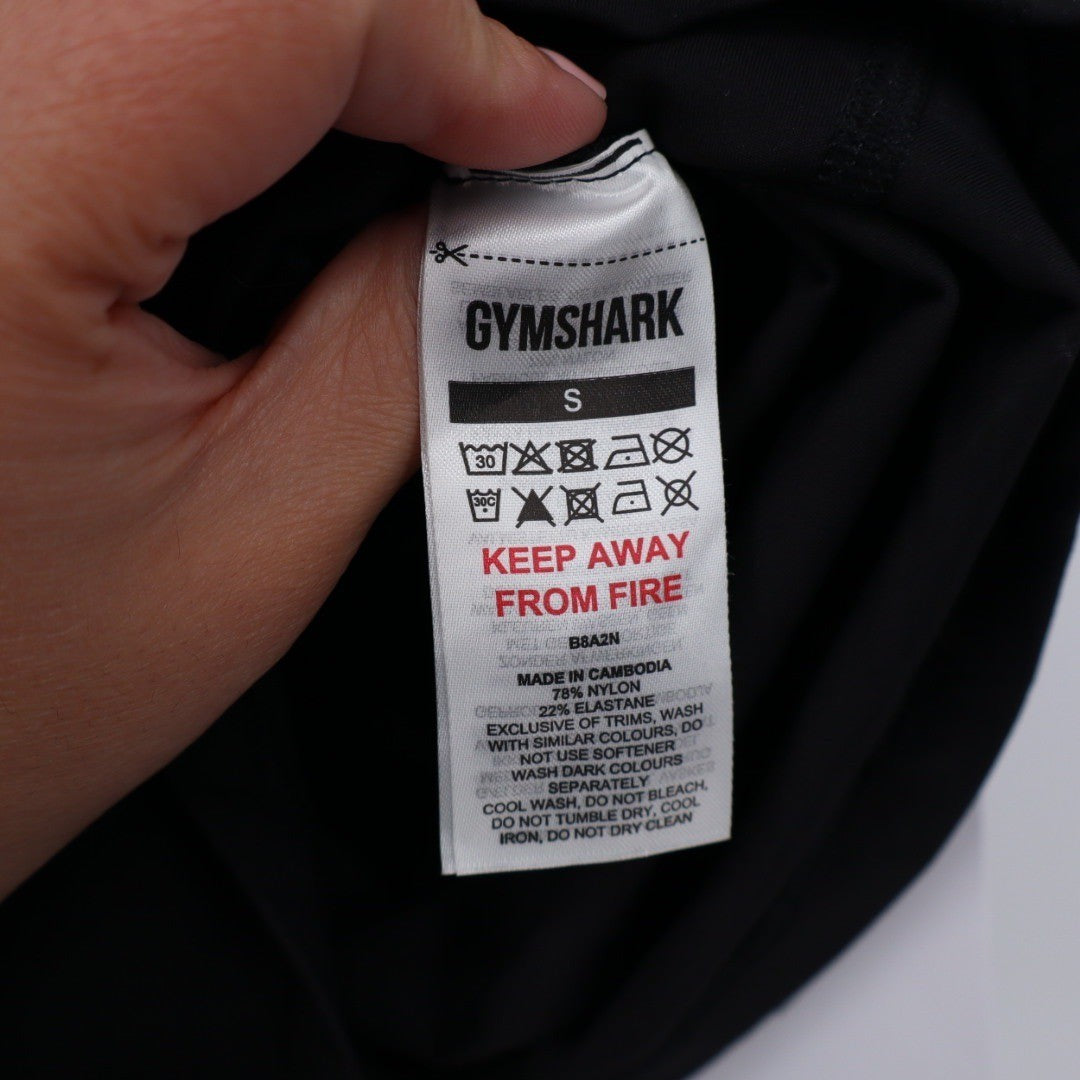 GYMSHARK
S
30
30C
KEEP AWAY
FROM FIRE
B8A2N
MADE IN CAMBODIA
78% NYLON
22% ELASTANE
EXCLUSIVE OF TRIMS, WASH
WITH SIMILAR COLOURS, DO
NOT USE SOFTENER
WASH DARK COLOURS
SEPARATELY
COOL WASH, DO NOT BLEACH,
DO NOT TUMBLE DRY, COOL
IRON, DO NOT DRY CLEAN